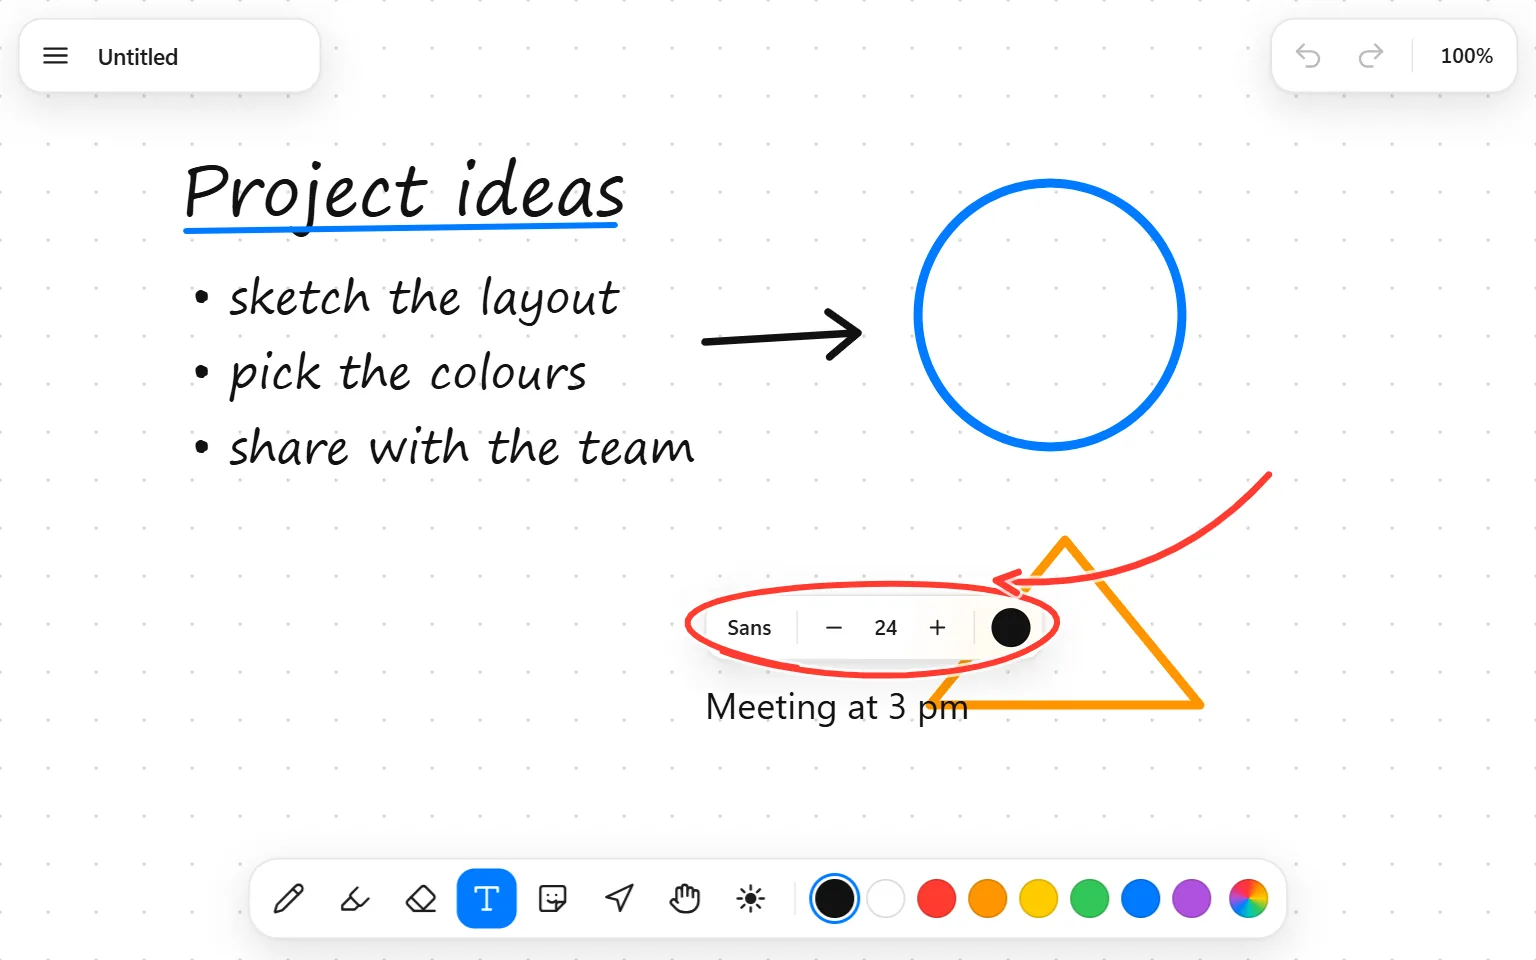 Untitled
100%
Project ideas
• sketch the layout
• pick the colours
• share with the team
Sans − 24 +
Meeting at 3 pm